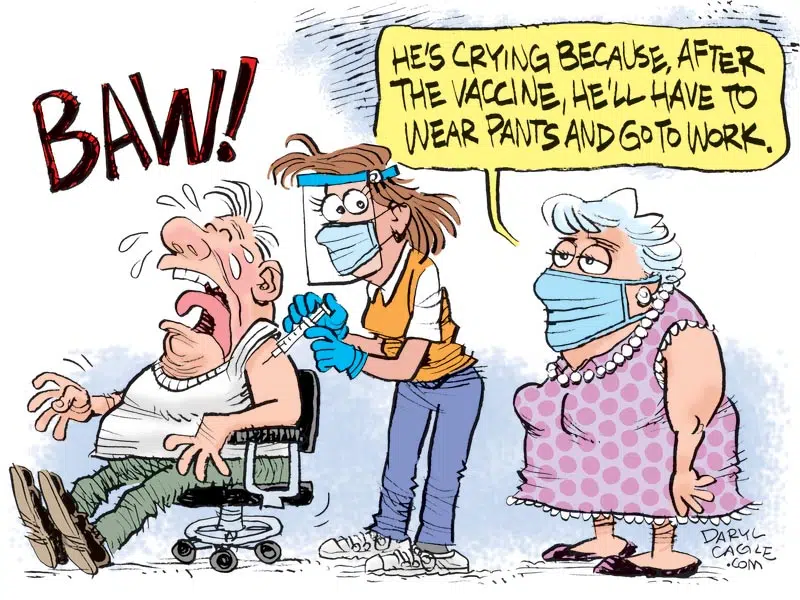 BAW!
HE'S CRYING BECAUSE, AFTER
THE VACCINE, HE'LL HAVE TO
WEAR PANTS AND GO TO WORK.
DARYL
CAGLE
.COM